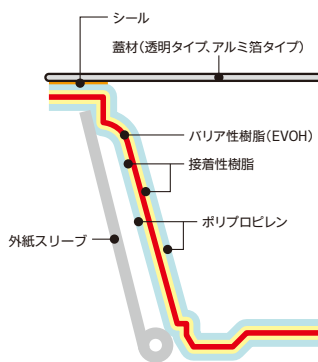 シール
蓋材(透明タイプ、アルミ箔タイプ)
バリア性樹脂(EVOH)
接着性樹脂
ポリプロピレン
外紙スリーブ